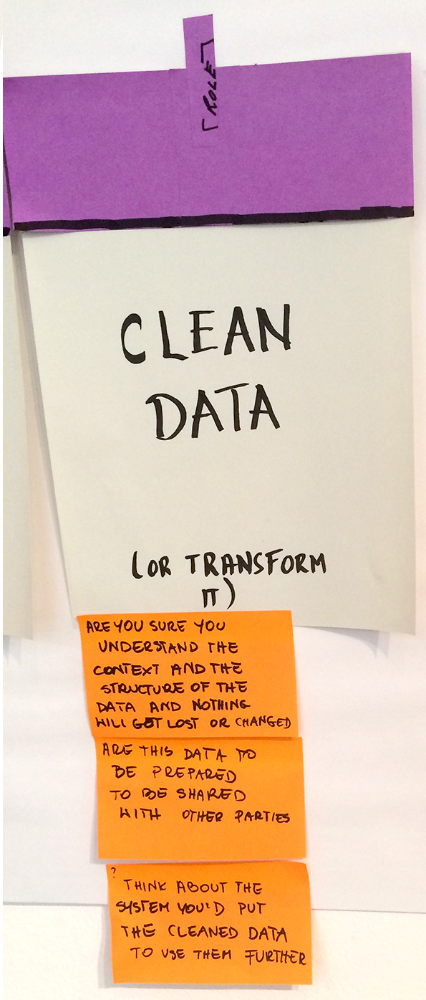 [ROLE]
CLEAN
DATA
(OR TRANSFORM
IT)
ARE YOU SURE YOU
UNDERSTAND THE
CONTEXT AND THE
STRUCTURE OF THE
DATA AND NOTHING
WILL GET LOST OR CHANGED
ARE THIS DATA TO
BE PREPARED
TO BE SHARED
WITH OTHER PARTIES
?
THINK ABOUT THE
SYSTEM YOU'D PUT
THE CLEANED DATA
TO USE THEM FURTHER